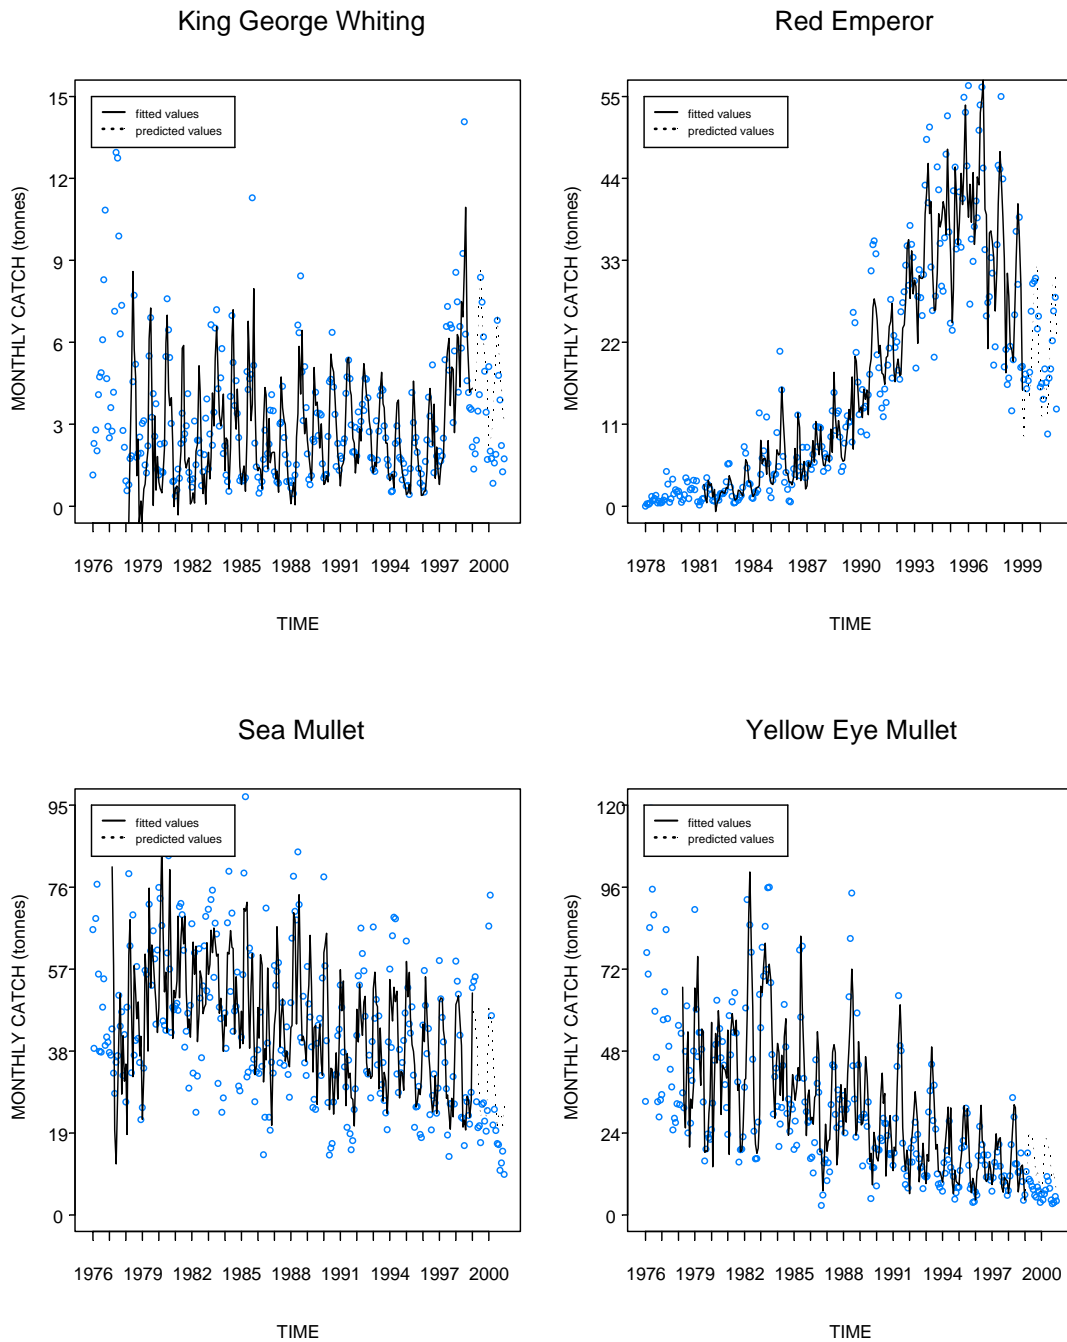 King George Whiting
MONTHLY CATCH (tonnes)
15
12
9
6
3
0
fitted values
predicted values
1976 1979 1982 1985 1988 1991 1994 1997 2000
TIME
Red Emperor
MONTHLY CATCH (tonnes)
55
44
33
22
11
0
fitted values
predicted values
1978 1981 1984 1987 1990 1993 1996 1999
TIME
Sea Mullet
MONTHLY CATCH (tonnes)
95
76
57
38
19
0
fitted values
predicted values
1976 1979 1982 1985 1988 1991 1994 1997 2000
TIME
Yellow Eye Mullet
MONTHLY CATCH (tonnes)
120
96
72
48
24
0
fitted values
predicted values
1976 1979 1982 1985 1988 1991 1994 1997 2000
TIME